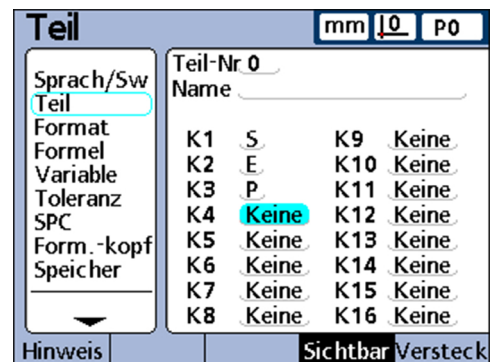 Teil mm 0 P0
Sprach/Sw
Teil
Format
Formel
Variable
Toleranz
SPC
Form.-kopf
Speicher
Teil-Nr 0
Name
K1 S K9 Keine
K2 E K10 Keine
K3 P K11 Keine
K4 Keine K12 Keine
K5 Keine K13 Keine
K6 Keine K14 Keine
K7 Keine K15 Keine
K8 Keine K16 Keine
Hinweis Sichtbar Versteck